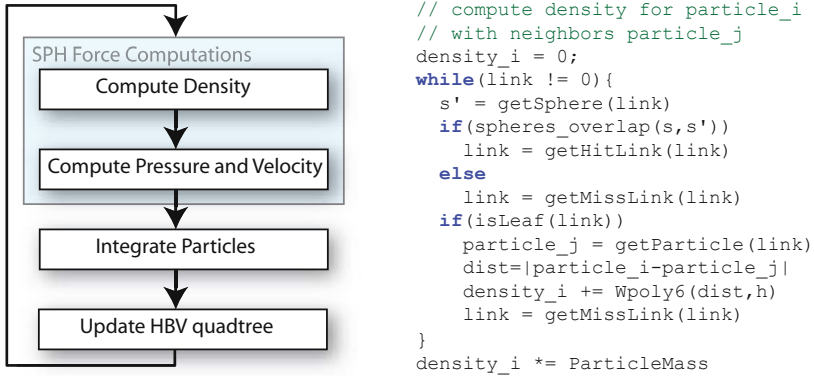 SPH Force Computations
Compute Density
Compute Pressure and Velocity
Integrate Particles
Update HBV quadtree
// compute density for particle_i
// with neighbors particle_j
density_i = 0;
while(link != 0){
  s' = getSphere(link)
  if(spheres_overlap(s,s'))
    link = getHitLink(link)
  else
    link = getMissLink(link)
  if(isLeaf(link))
    particle_j = getParticle(link)
    dist=|particle_i-particle_j|
    density_i += Wpoly6(dist,h)
    link = getMissLink(link)
}
density_i *= ParticleMass